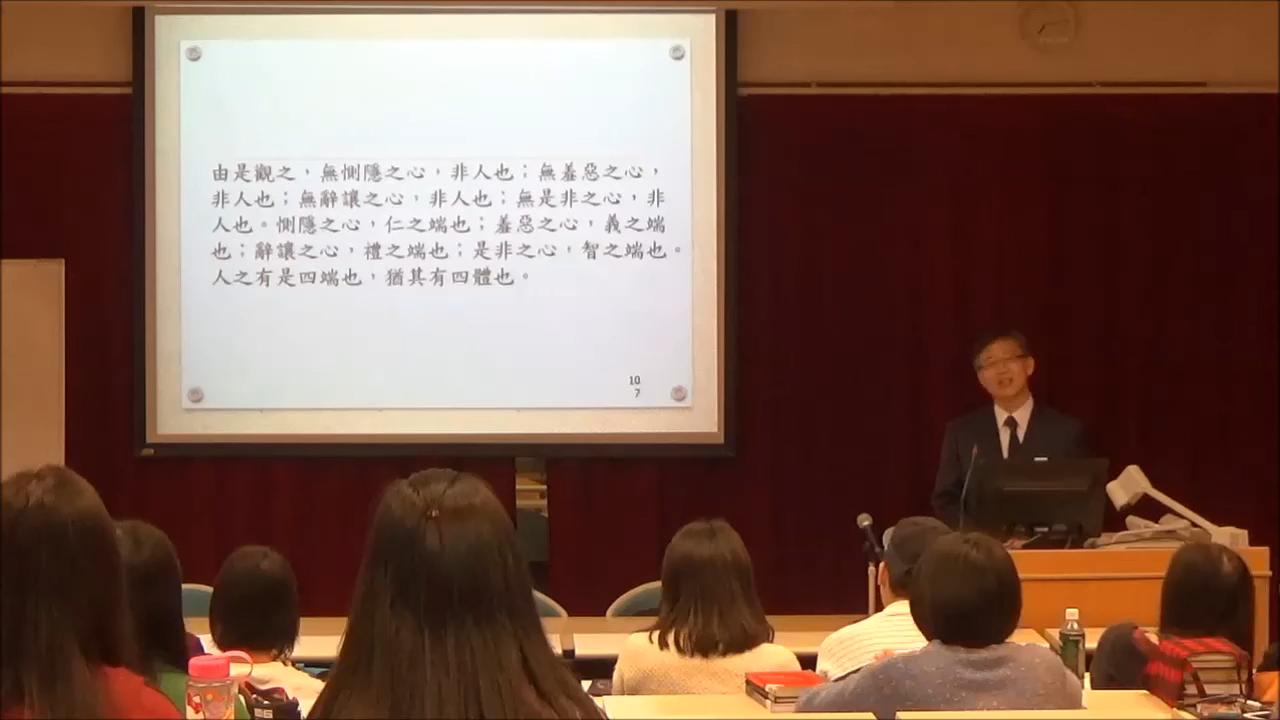 由是觀之，無惻隱之心，非人也；無羞惡之心，
非人也；無辭讓之心，非人也；無是非之心，非
人也。惻隱之心，仁之端也；羞惡之心，義之端
也；辭讓之心，禮之端也；是非之心，智之端也。
人之有是四端也，猶其有四體也。
10
7